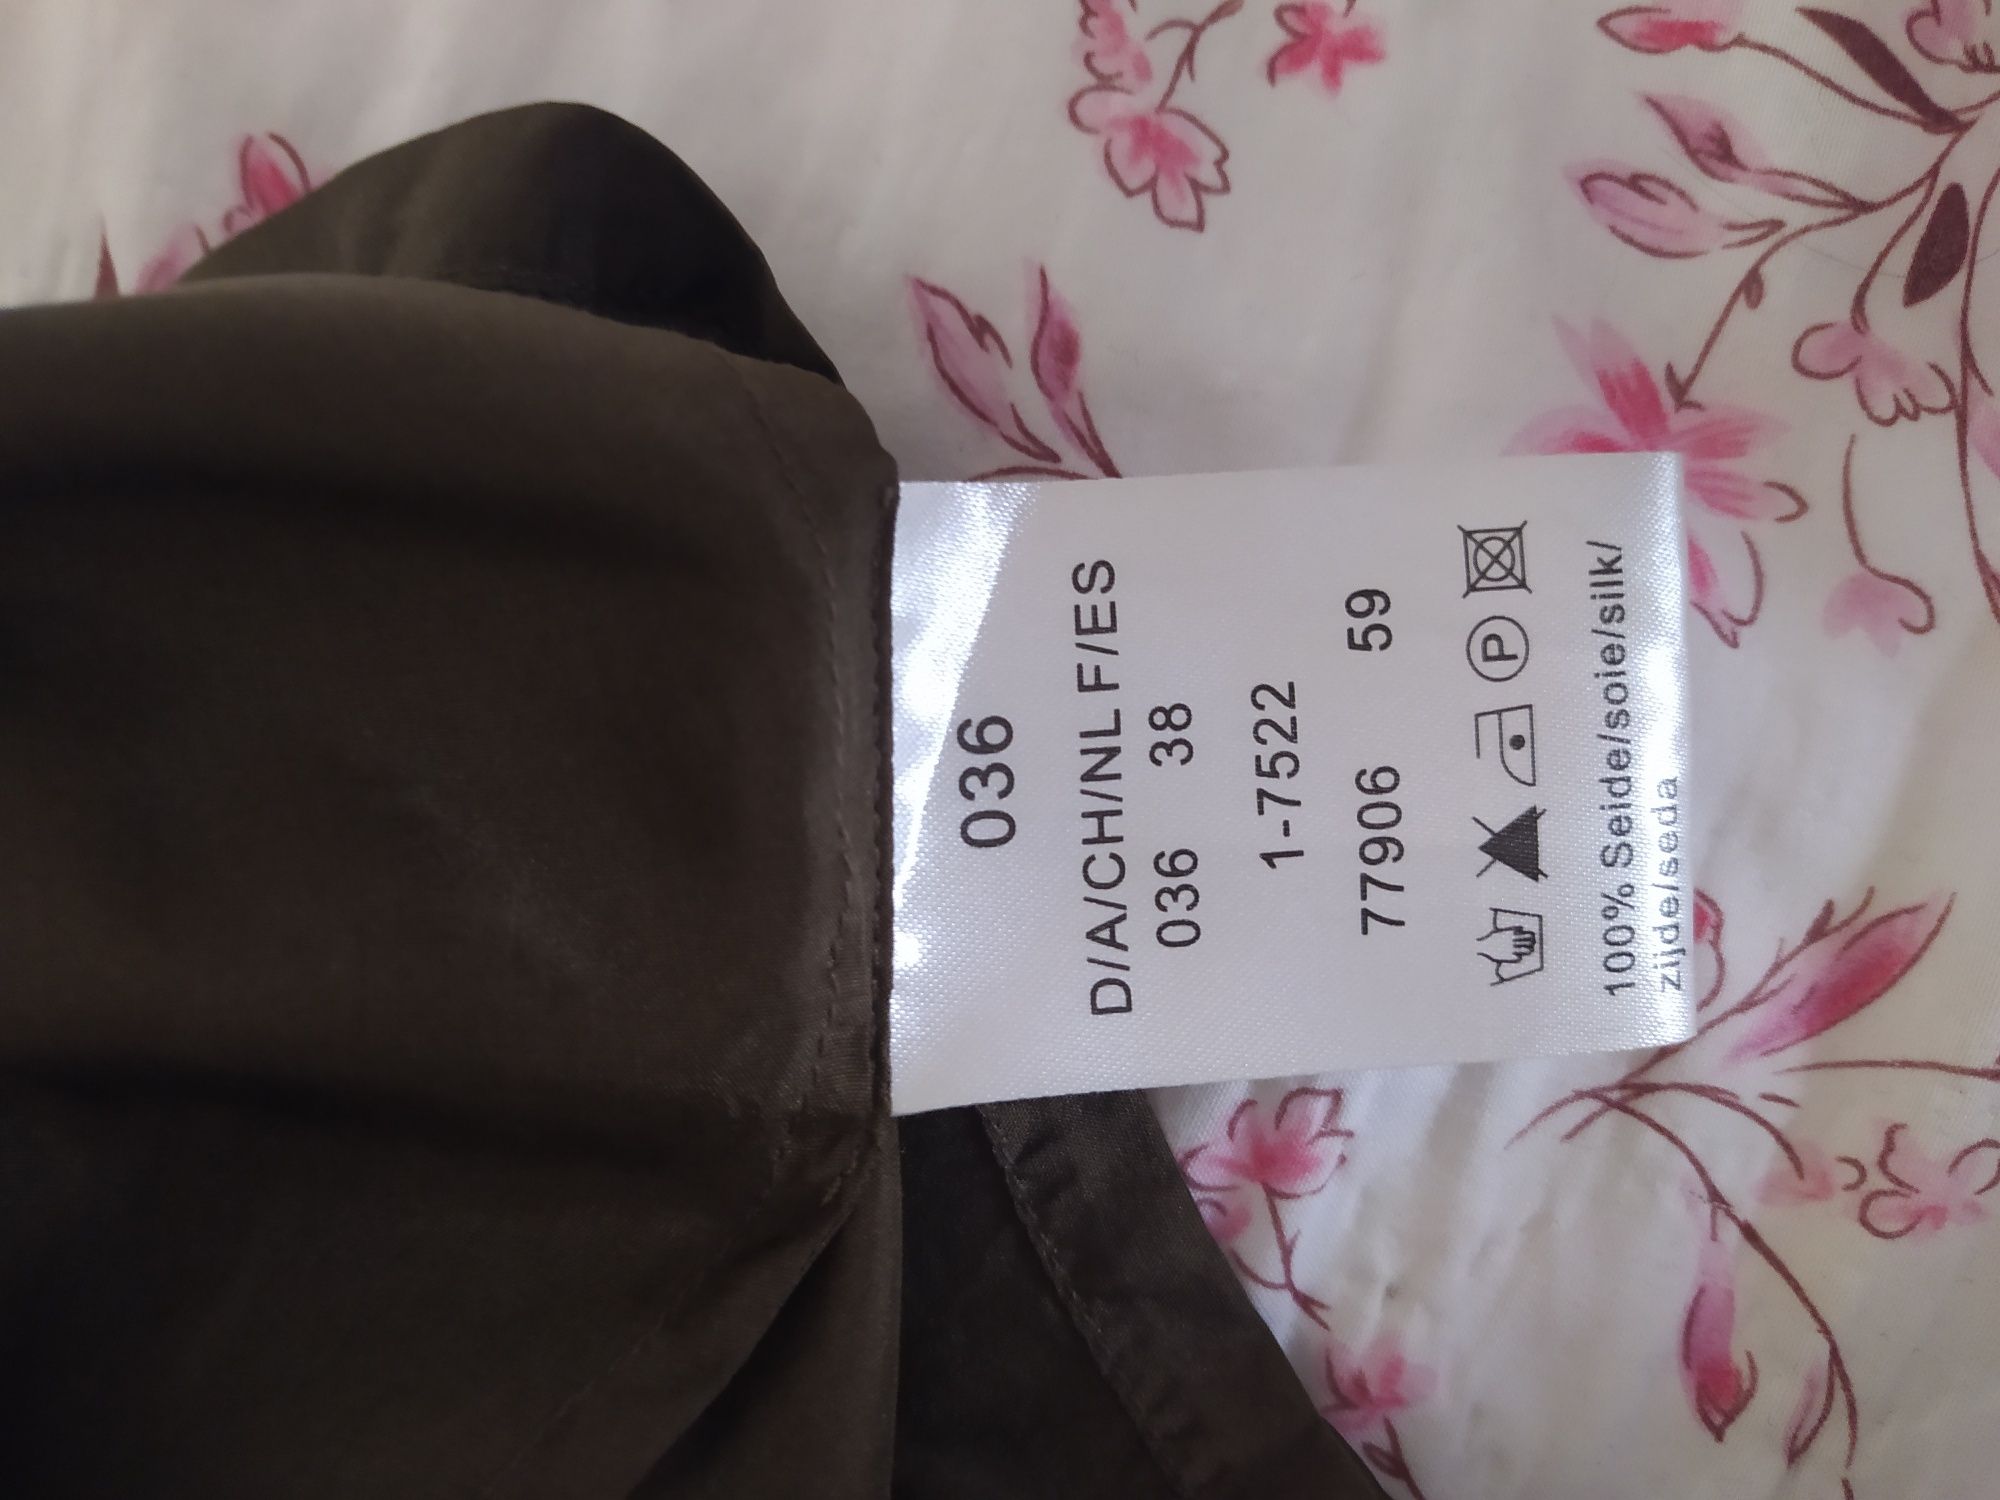 036
D/A/CH/NL F/ES
036 38
1-7522
77906 59
P
100% Seide/soie/silk/
zijde/seda